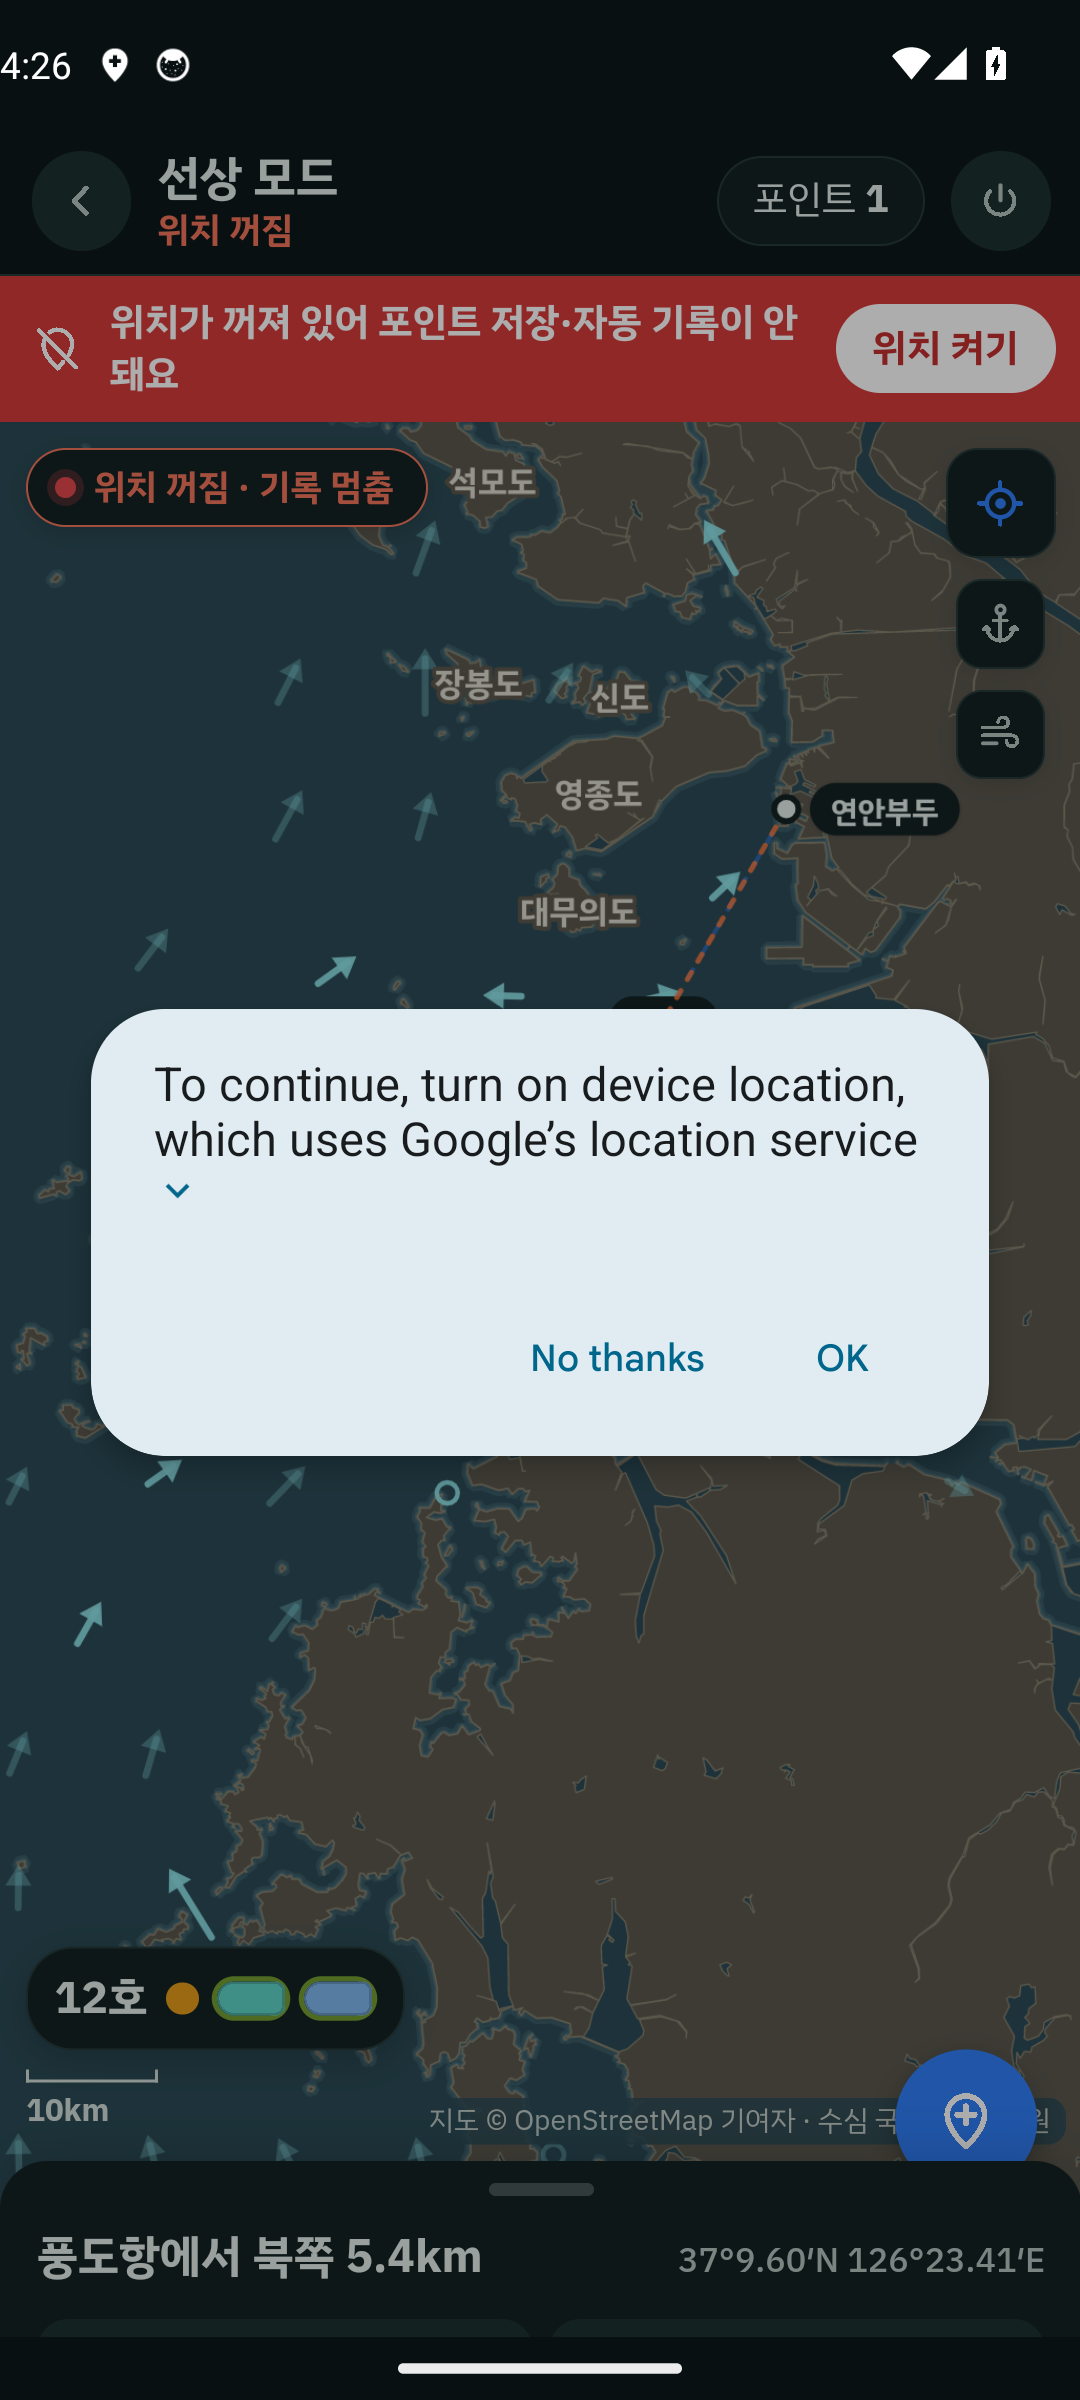 4:26
선상 모드
위치 꺼짐
포인트 1
위치가 꺼져 있어 포인트 저장·자동 기록이 안
돼요
위치 켜기
위치 꺼짐 · 기록 멈춤
석모도
장봉도
신도
영종도
연안부두
대무의도
To continue, turn on device location,
which uses Google’s location service
No thanks
OK
12호
10km
지도 © OpenStreetMap 기여자 · 수심 국
원
풍도항에서 북쪽 5.4km
37°9.60′N 126°23.41′E